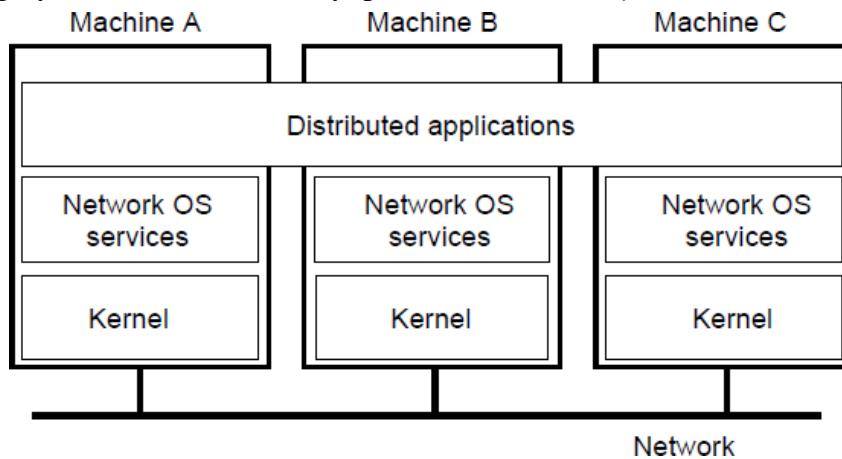 Machine A Machine B Machine C
Distributed applications
Network OS services Network OS services Network OS services
Kernel Kernel Kernel
Network